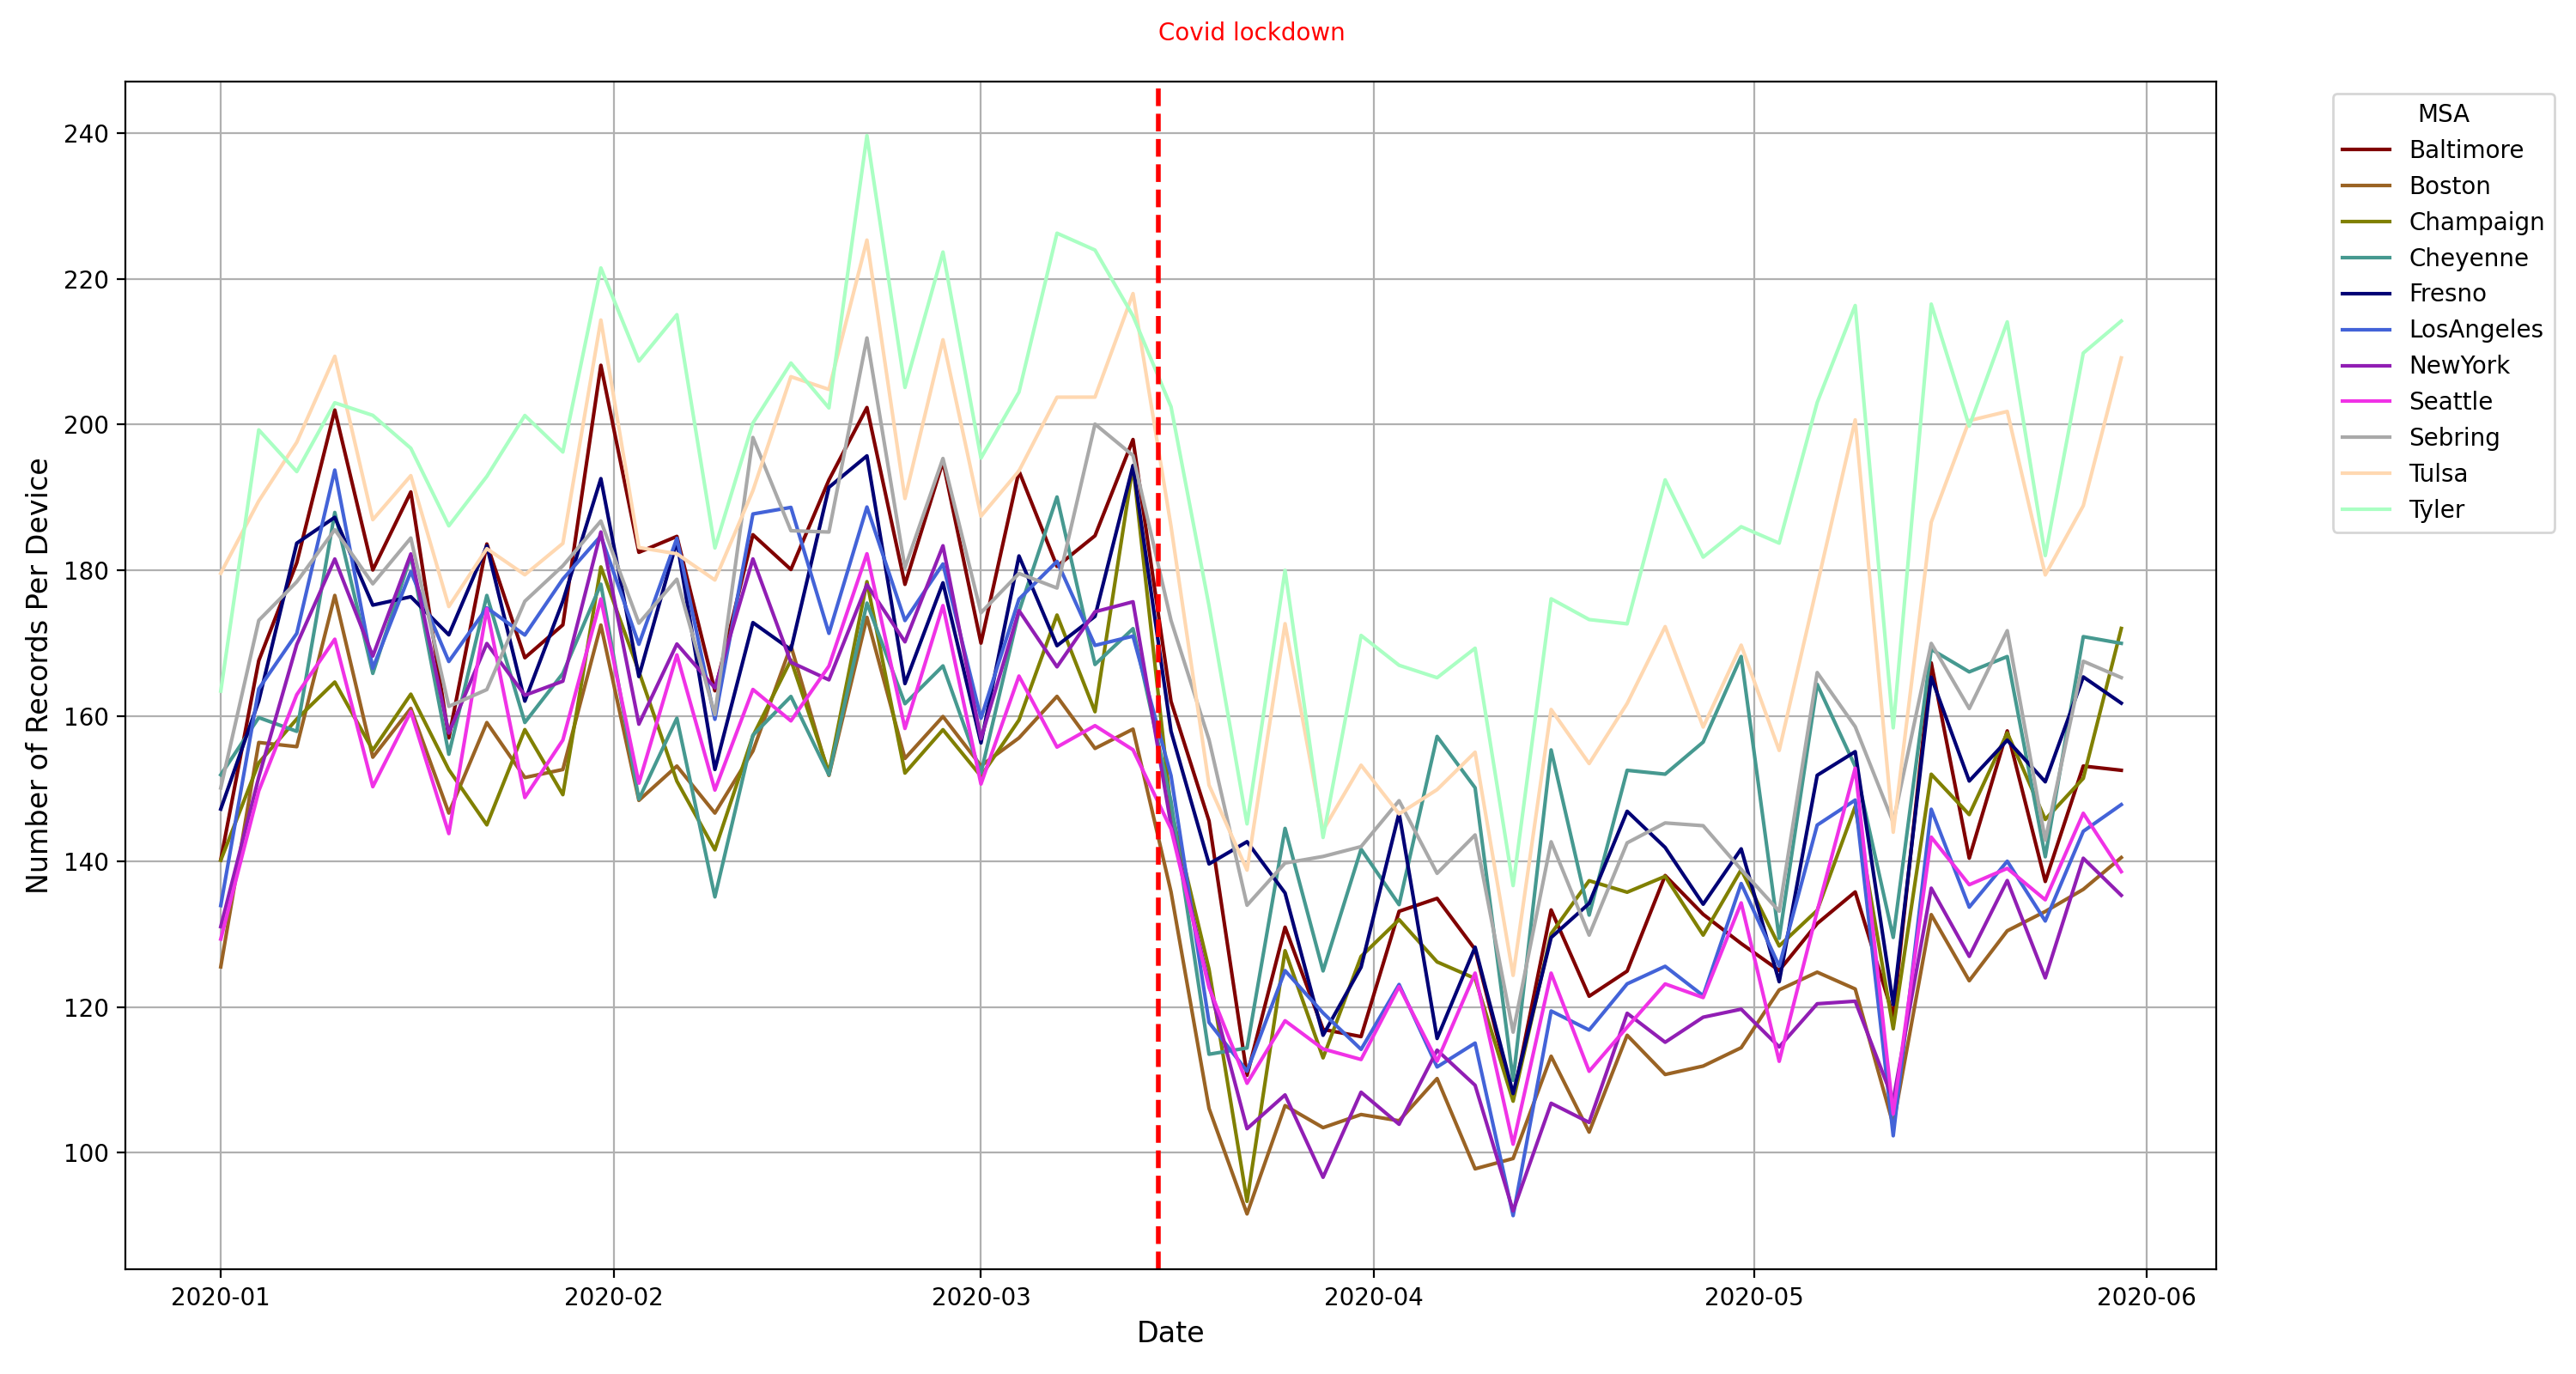 Covid lockdown
240
220
200
180
160
140
120
100
Number of Records Per Device
2020-01
2020-02
2020-03
2020-04
2020-05
2020-06
Date
MSA
Baltimore
Boston
Champaign
Cheyenne
Fresno
LosAngeles
NewYork
Seattle
Sebring
Tulsa
Tyler